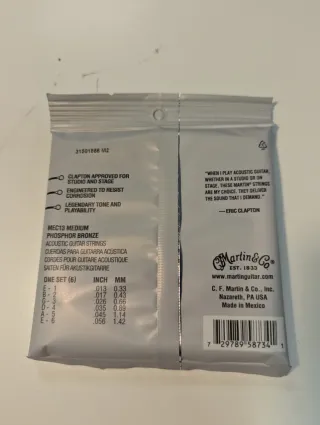 CLAPTON APPROVED FOR
STUDIO AND STAGE
ENGINEERED TO RESIST
CORROSION
LEGENDARY TONE AND
PLAYABILITY
MEC13 MEDIUM
PHOSPHOR BRONZE
ACOUSTIC GUITAR STRINGS
CUERDAS PARA GUITARRA ACÚSTICA
CORDES POUR GUITARE ACOUSTIQUE
SAITEN FÜR AKUSTIKGITARRE
ONE SET (6) INCH MM
.013 0.33
.017 0.43
.026 0.66
.035 0.89
.045 1.14
.056 1.42
"WHEN I PLAY ACOUSTIC GUITAR,
WHETHER IN A STUDIO OR ON
STAGE, THESE MARTIN STRINGS
ARE MY CHOICE. THEY DELIVER
THE SOUND THAT I DEMAND."
—ERIC CLAPTON
Martin & Co.
EST. 1833
www.martinguitar.com
C. F. Martin & Co., Inc.
Nazareth, PA USA
Made in Mexico
7 29789 58734 1